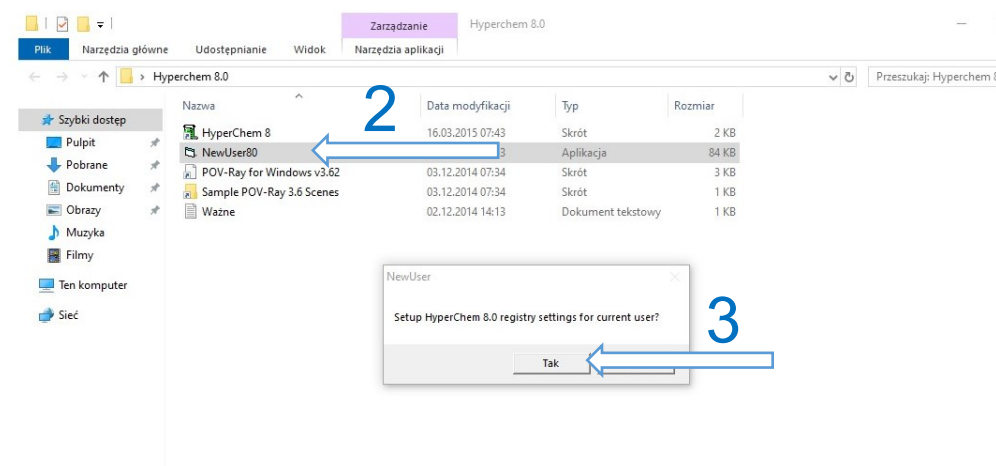 Zarządzanie Hyperchem 8.0
Plik Narzędzia główne Udostępnianie Widok Narzędzia aplikacji
Hyperchem 8.0 Przeszukaj: Hyperchem 8
Nazwa Data modyfikacji Typ Rozmiar
2
Szybki dostęp
Pulpit
Pobrane
Dokumenty
Obrazy
Muzyka
Filmy
Ten komputer
Sieć
HyperChem 8 16.03.2015 07:43 Skrót 2 KB
NewUser80 3 Aplikacja 84 KB
POV-Ray for Windows v3.62 03.12.2014 07:34 Skrót 3 KB
Sample POV-Ray 3.6 Scenes 03.12.2014 07:34 Skrót 1 KB
Ważne 02.12.2014 14:13 Dokument tekstowy 1 KB
NewUser
Setup HyperChem 8.0 registry settings for current user?
3
Tak